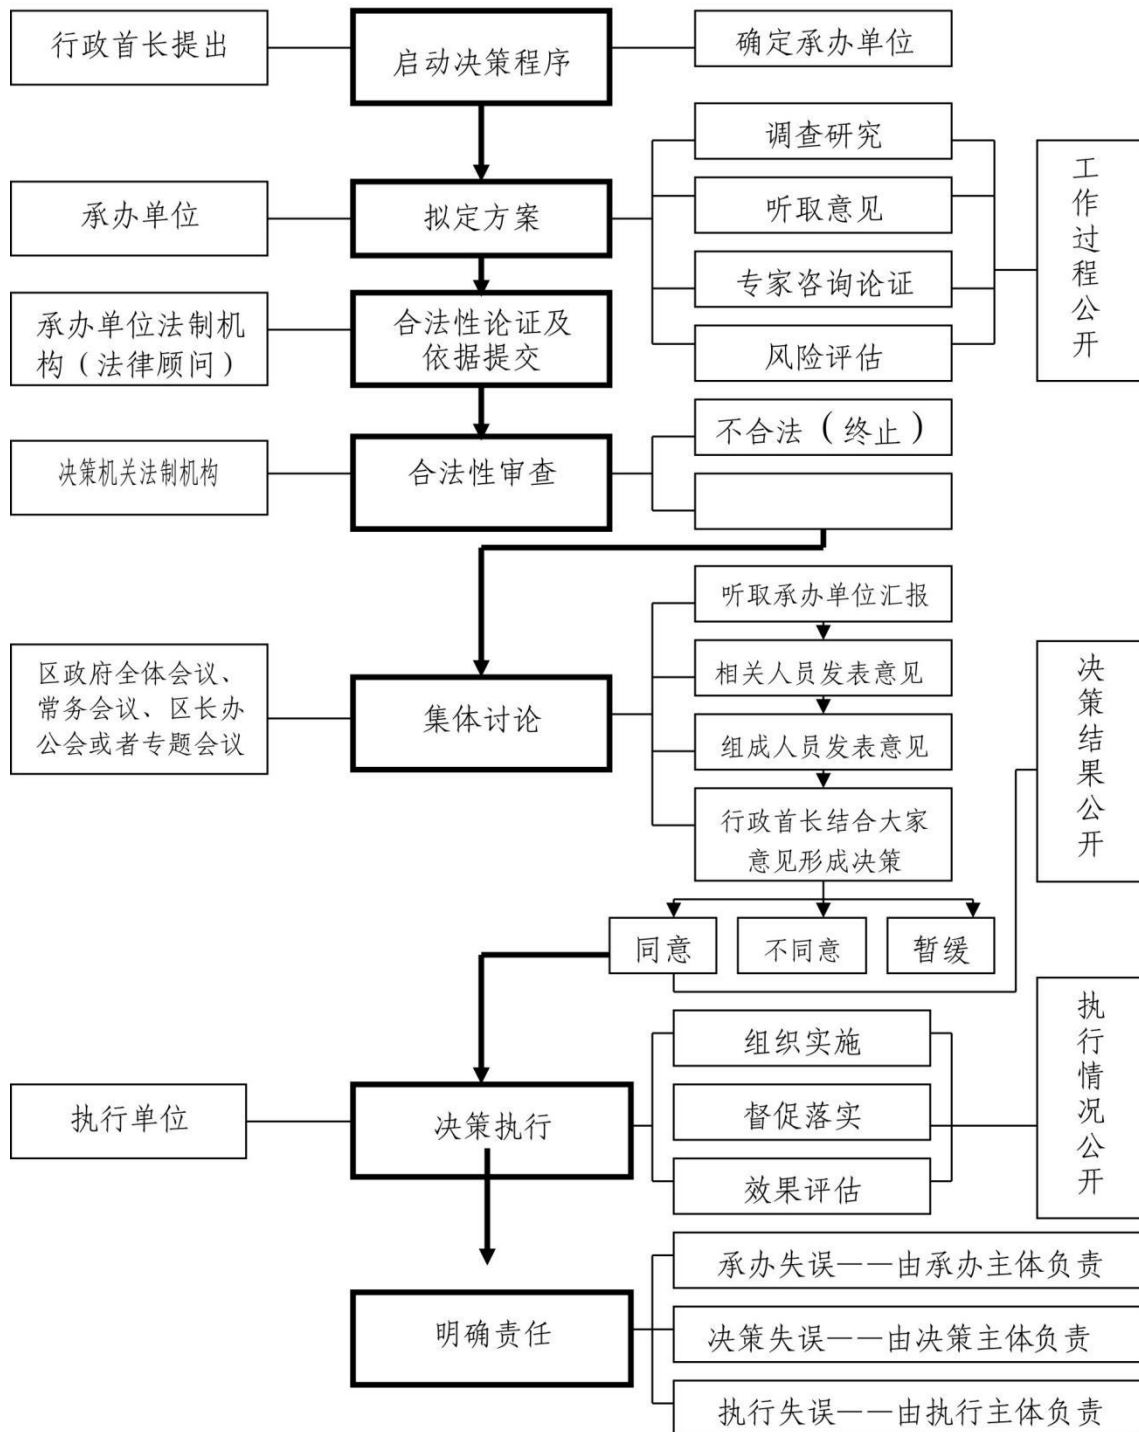 行政首长提出
启动决策程序
确定承办单位
承办单位
拟定方案
调查研究
听取意见
专家咨询论证
风险评估
工作过程公开
承办单位法制机
构（法律顾问）
合法性论证及
依据提交
决策机关法制机构
合法性审查
不合法（终止）
区政府全体会议、
常务会议、区长办
公会或者专题会议
集体讨论
听取承办单位汇报
相关人员发表意见
组成人员发表意见
行政首长结合大家
意见形成决策
决策结果公开
同意
不同意
暂缓
执行单位
决策执行
组织实施
督促落实
效果评估
执行情况公开
明确责任
承办失误——由承办主体负责
决策失误——由决策主体负责
执行失误——由执行主体负责